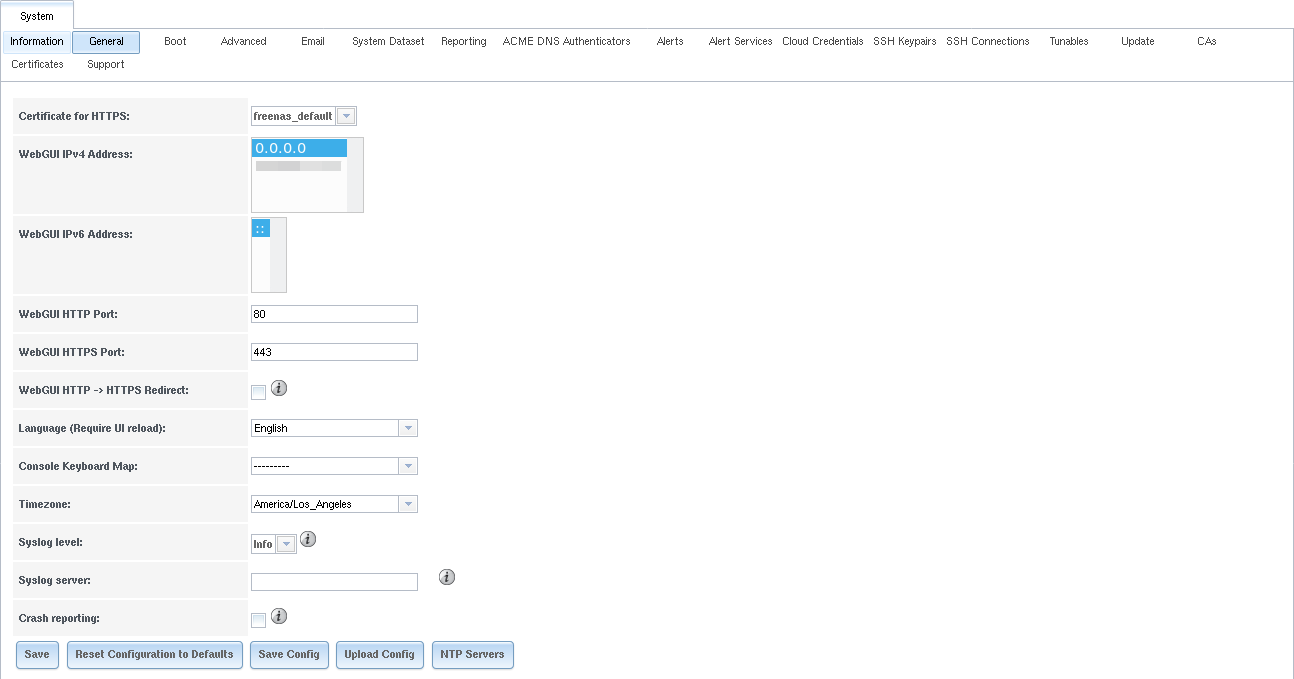 System
Information General Boot Advanced Email System Dataset Reporting ACME DNS Authenticators Alerts Alert Services Cloud Credentials SSH Keypairs SSH Connections Tunables Update CAs
Certificates Support
Certificate for HTTPS: freenas_default
WebGUI IPv4 Address: 0.0.0.0
WebGUI IPv6 Address: ::
WebGUI HTTP Port: 80
WebGUI HTTPS Port: 443
WebGUI HTTP -> HTTPS Redirect: i
Language (Require UI reload): English
Console Keyboard Map: ---------
Timezone: America/Los_Angeles
Syslog level: Info i
Syslog server: i
Crash reporting: i
Save Reset Configuration to Defaults Save Config Upload Config NTP Servers